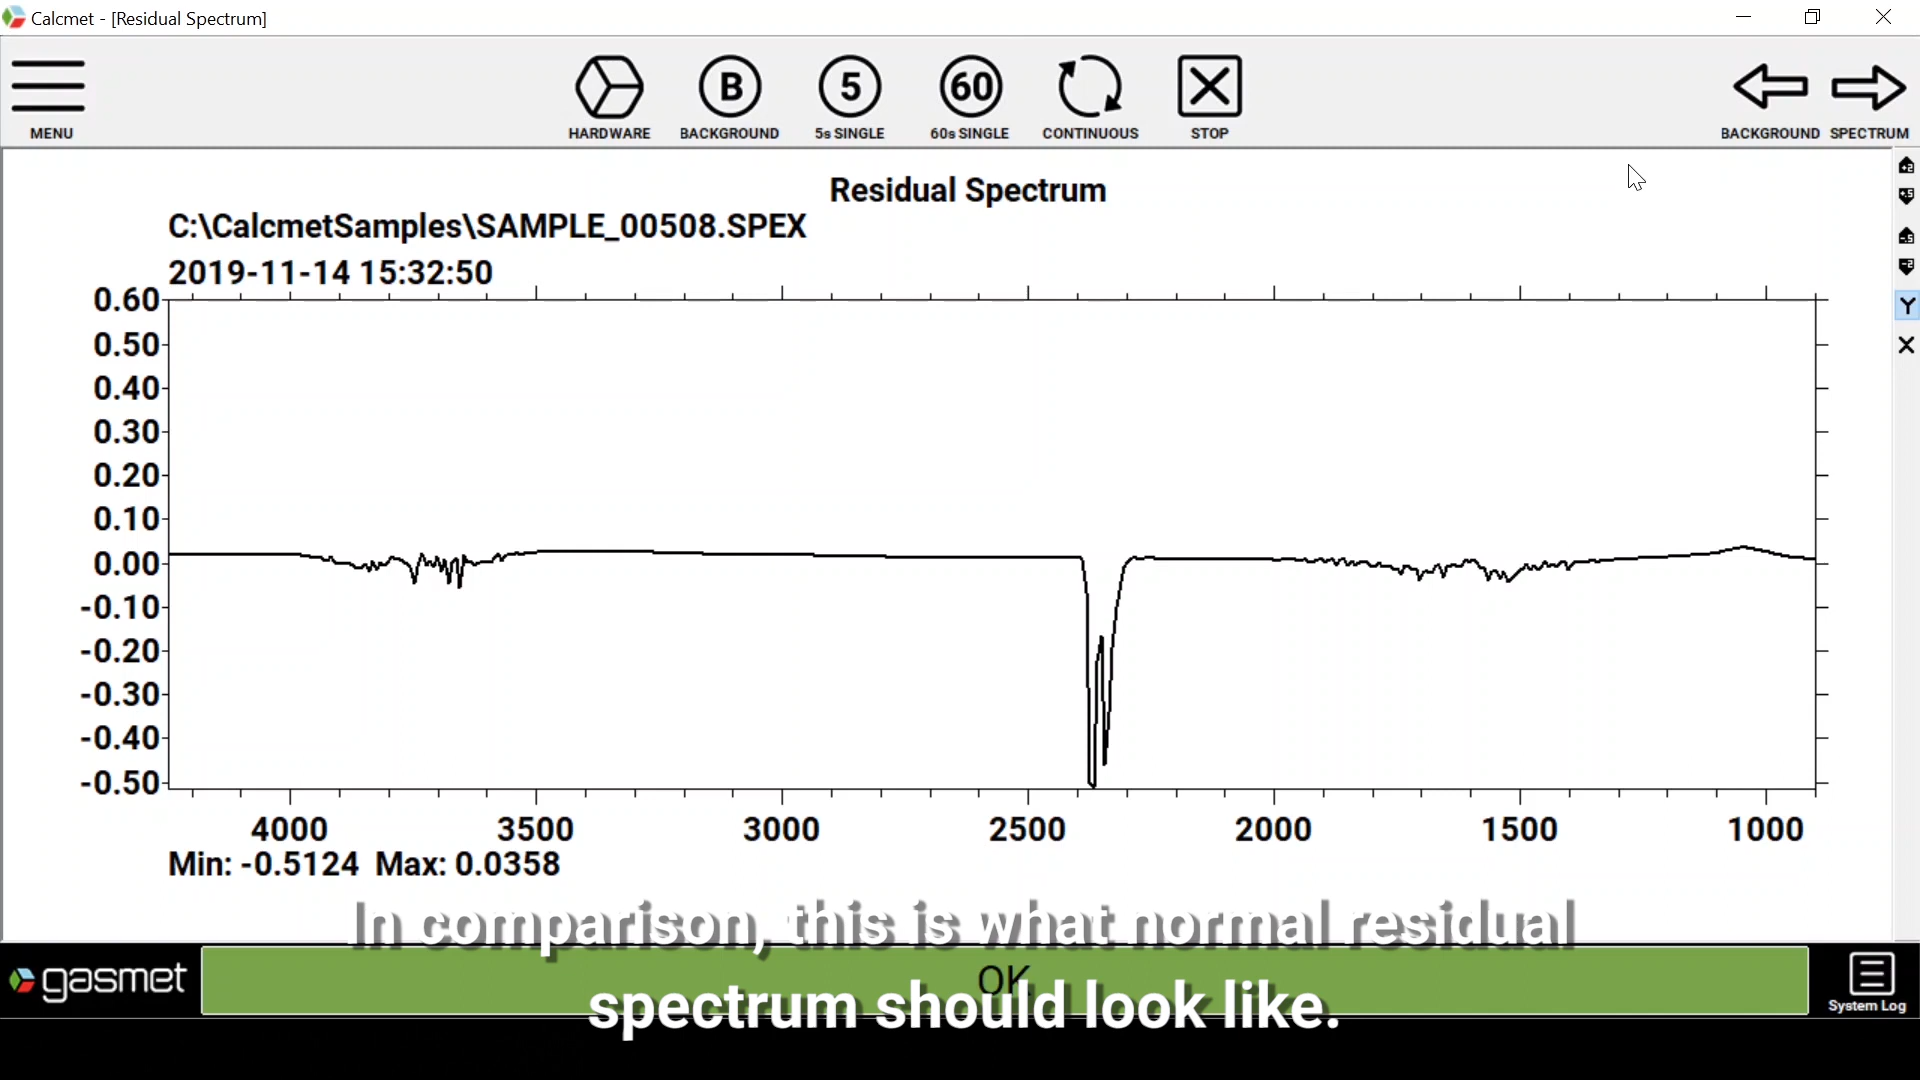 Calcmet - [Residual Spectrum]
MENU
HARDWARE
B
BACKGROUND
5
5s SINGLE
60
60s SINGLE
CONTINUOUS
STOP
BACKGROUND
SPECTRUM
Residual Spectrum
C:\CalcmetSamples\SAMPLE_00508.SPEX
2019-11-14 15:32:50
0.60
0.50
0.40
0.30
0.20
0.10
0.00
-0.10
-0.20
-0.30
-0.40
-0.50
4000 3500 3000 2500 2000 1500 1000
Min: -0.5124 Max: 0.0358
Y
X
In comparison, this is what normal residual
spectrum should look like.
gasmet
OK
System Log